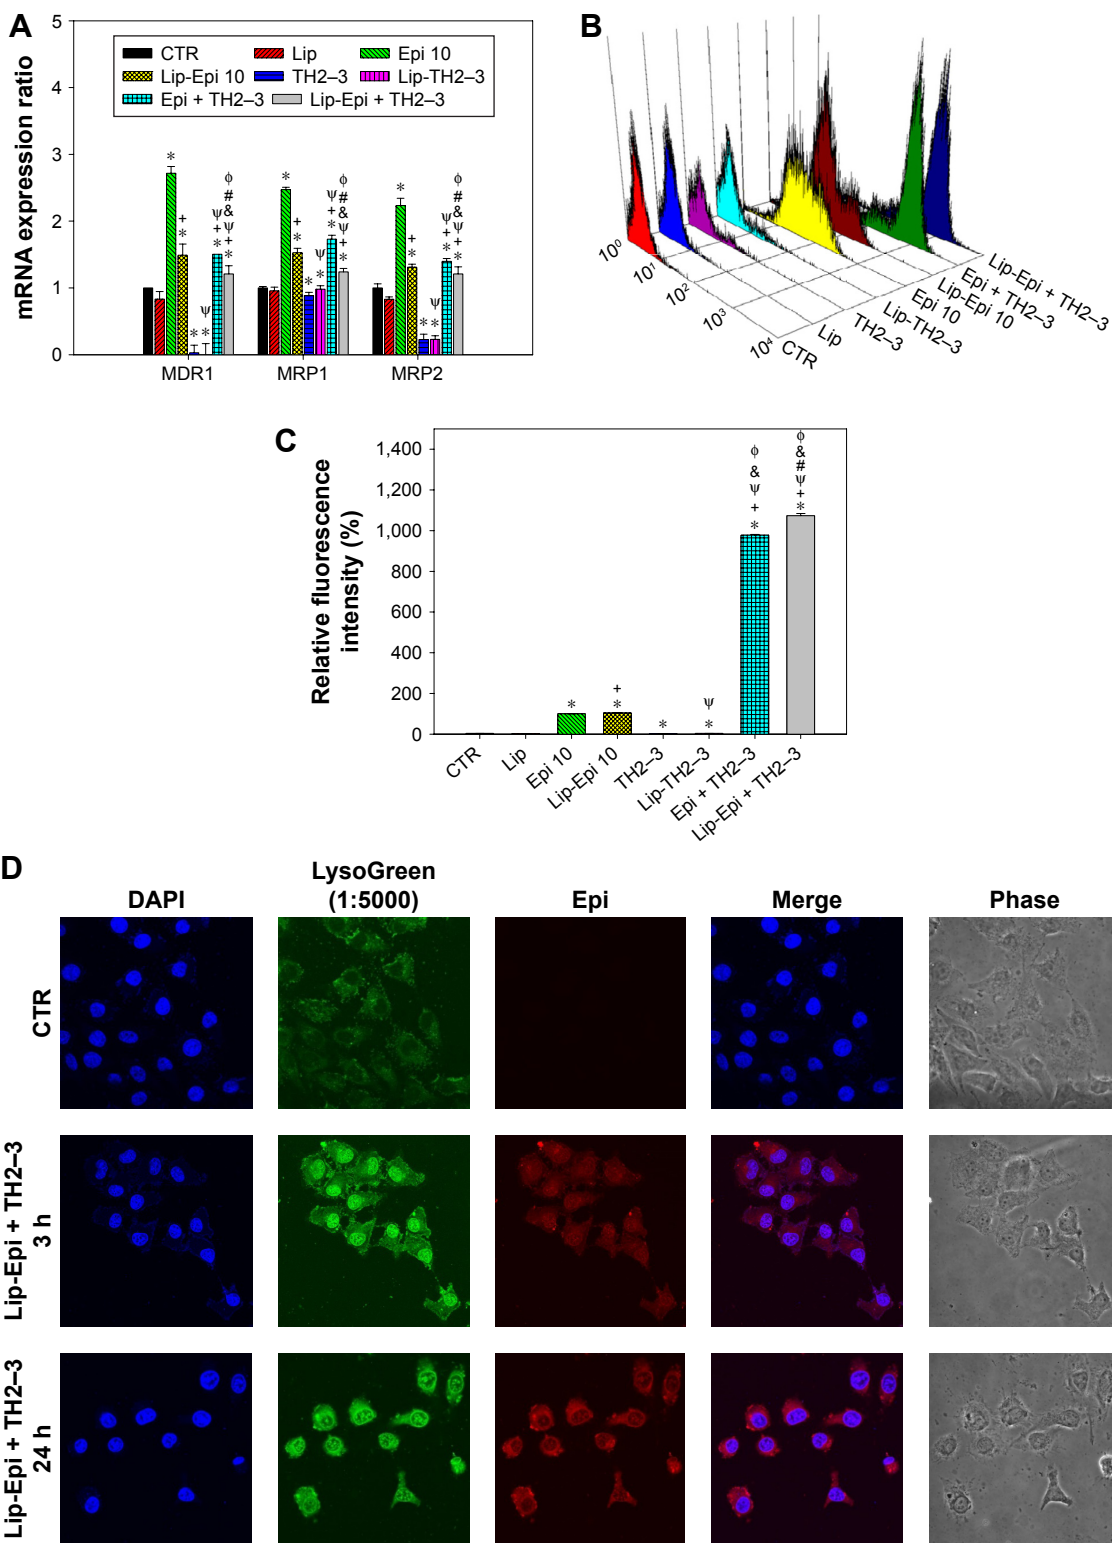 A
mRNA expression ratio
5
4
3
2
1
0
CTR Lip Epi 10
Lip-Epi 10 TH2–3 Lip-TH2–3
Epi + TH2–3 Lip-Epi + TH2–3
* + * * * ψ * ψ + * ϕ # & ψ + *
* + * * ψ * ψ + * ϕ # & ψ + *
* + * * ψ * ψ + * ϕ # & ψ + *
MDR1 MRP1 MRP2
B
10⁰
10¹
10²
10³
10⁴
CTR
Lip
TH2–3
Lip-TH2–3
Epi 10
Lip-Epi 10
Epi + TH2–3
Lip-Epi + TH2–3
C
Relative fluorescence
intensity (%)
1,400
1,200
1,000
800
600
400
200
0
* + * * ψ * ϕ & ψ + * ϕ & # ψ + *
CTR
Lip
Epi 10
Lip-Epi 10
TH2–3
Lip-TH2–3
Epi + TH2–3
Lip-Epi + TH2–3
D
DAPI
LysoGreen
(1:5000)
Epi
Merge
Phase
CTR
Lip-Epi + TH2–3
3 h
Lip-Epi + TH2–3
24 h